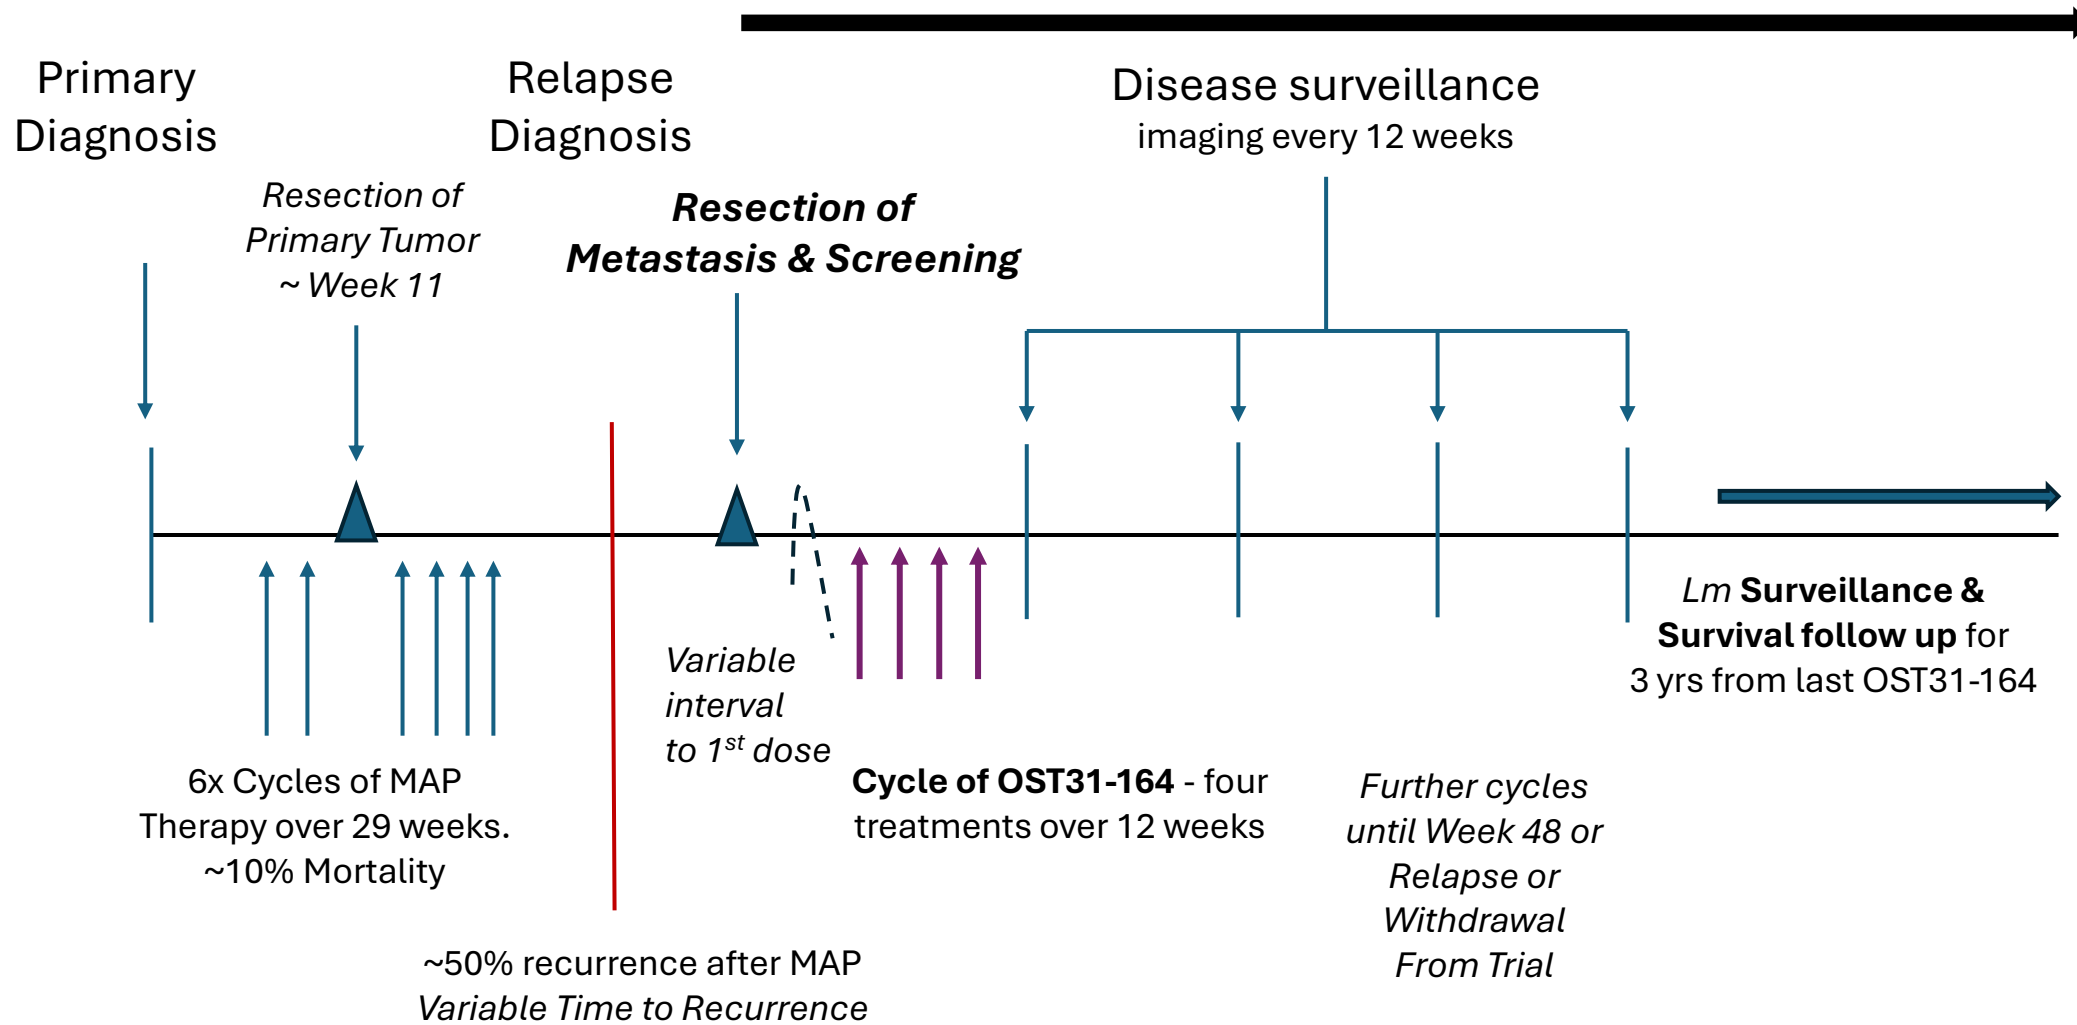 Primary
Diagnosis
Relapse
Diagnosis
Disease surveillance
imaging every 12 weeks
Resection of
Primary Tumor
~ Week 11
Resection of
Metastasis & Screening
Variable
interval
to 1st dose
Lm Surveillance &
Survival follow up for
3 yrs from last OST31-164
6x Cycles of MAP
Therapy over 29 weeks.
~10% Mortality
Cycle of OST31-164 - four
treatments over 12 weeks
Further cycles
until Week 48 or
Relapse or
Withdrawal
From Trial
~50% recurrence after MAP
Variable Time to Recurrence